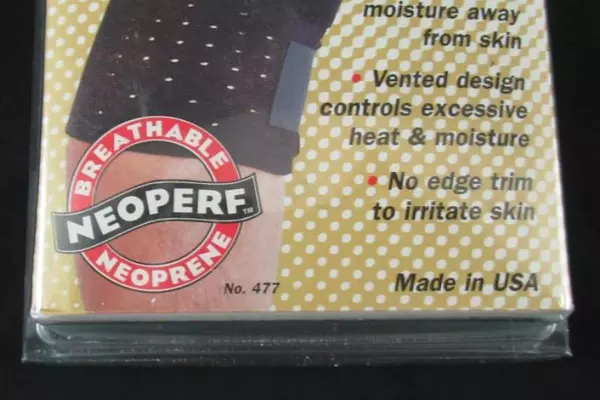 moisture away
from skin
• Vented design
controls excessive
heat & moisture
• No edge trim
to irritate skin
BREATHABLE
NEOPERF™
NEOPRENE
No. 477
Made in USA